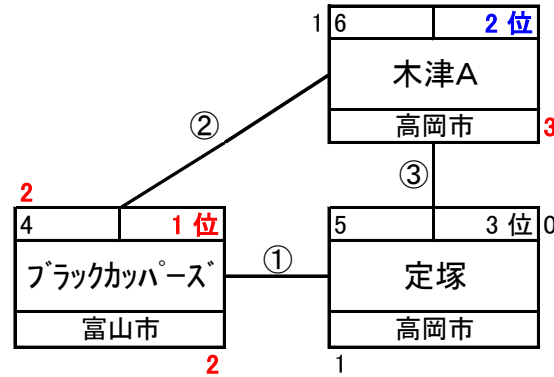 1 6 2 位
木津A
高岡市 3
②
③
2
4 1 位
ブラックカッパーズ
富山市
2
①
5 3 位 0
定塚
高岡市
1